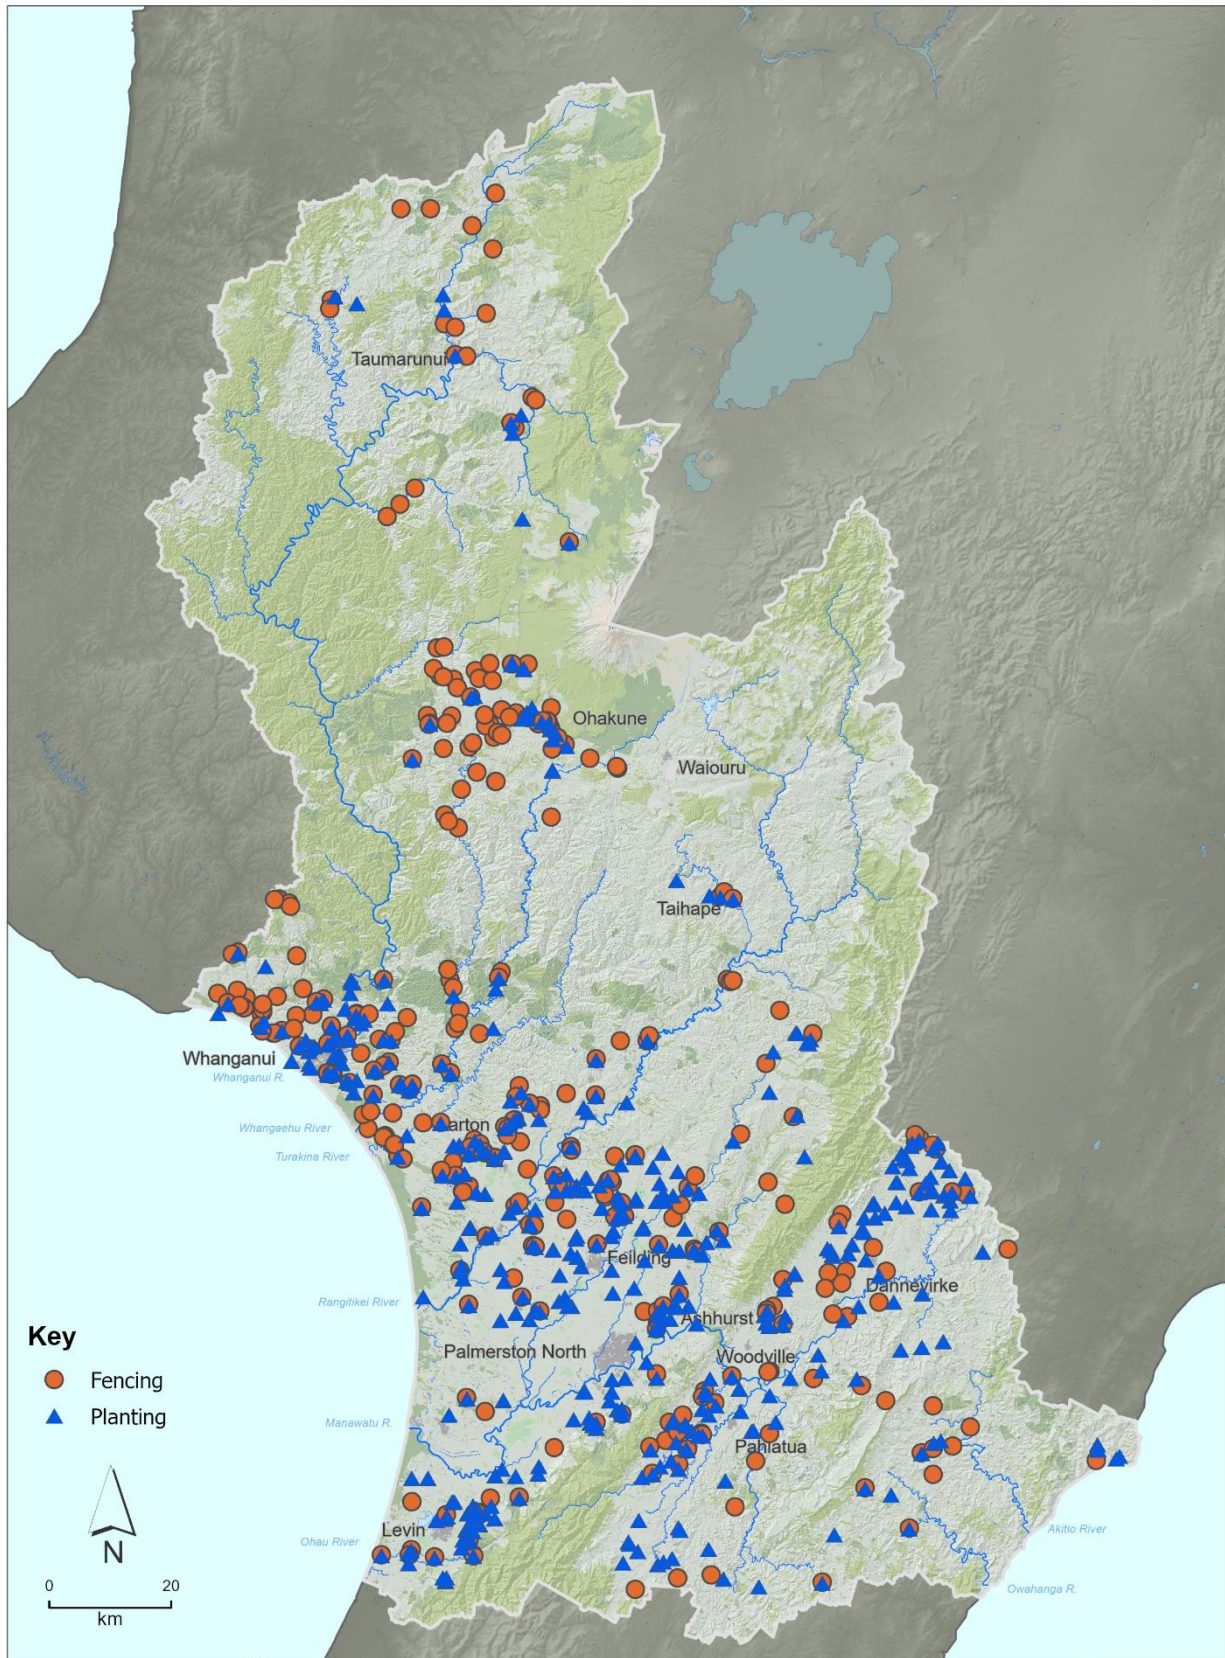 Taumarunui
Ohakune
Waiouru
Taihape
Whanganui
Whanganui R.
Whangaehu River
arton
Turakina River
Feilding
Dannevirke
Rangitikei River
Ashhurst
Key
Palmerston North
Woodville
Fencing
Planting
Manawatu R.
Pahiatua
N
Levin
Ohau River
Akitio River
0 20
km
Owahanga R.